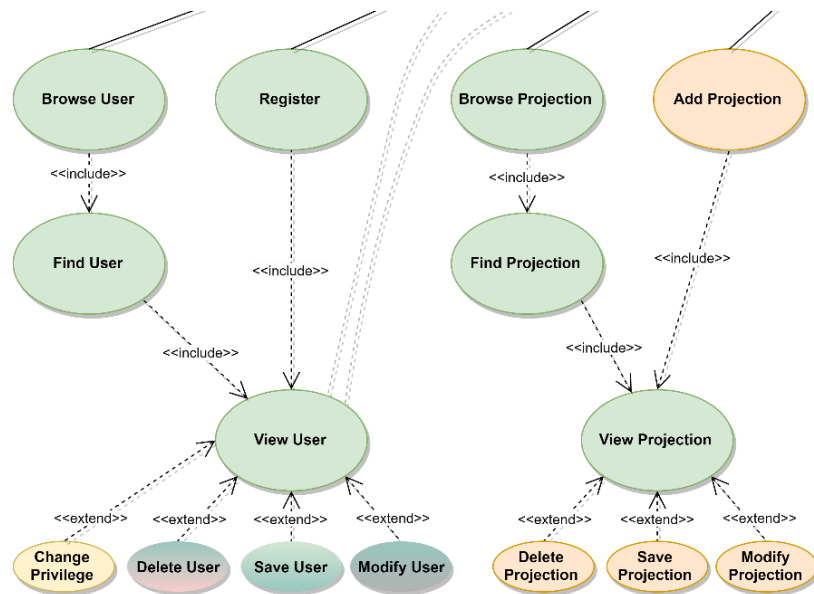 Browse User
Register
Browse Projection
Add Projection
<<include>>
<<include>>
Find User
Find Projection
<<include>>
<<include>>
<<include>>
<<include>>
View User
View Projection
<<extend>>
<<extend>>
<<extend>>
<<extend>>
<<extend>>
<<extend>>
<<extend>>
Change
Privilege
Delete User
Save User
Modify User
Delete
Projection
Save
Projection
Modify
Projection